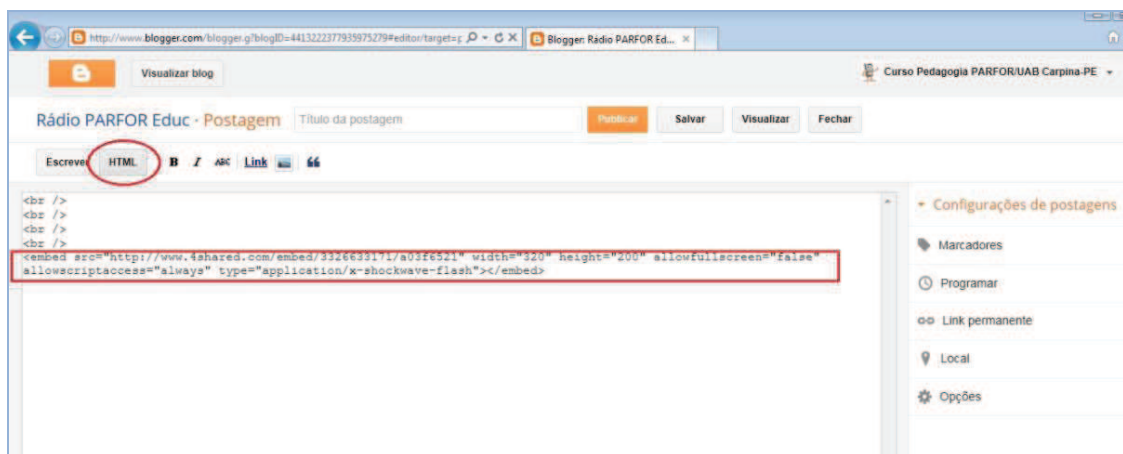 http://www.blogger.com/blogger.g?blogID=4413222377935975279#editor/target=p
Blogger: Rádio PARFOR Ed...
Visualizar blog
Curso Pedagogia PARFOR/UAB Carpina-PE
Rádio PARFOR Educ · Postagem
Título da postagem
Publicar
Salvar
Visualizar
Fechar
Escrever
HTML
B
I
ABC
Link
<br />
<br />
<br />
<br />
<embed src="http://www.4shared.com/embed/3326633171/a03f6521" width="320" height="200" allowfullscreen="false"
allowscriptaccess="always" type="application/x-shockwave-flash"></embed>
Configurações de postagens
Marcadores
Programar
Link permanente
Local
Opções